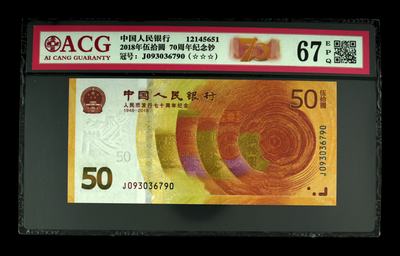 ACG
AI CANG GUARANTY
中国人民银行 12145651
2018年伍拾圆 70周年纪念钞
冠号: J093036790 (☆☆☆)
70
67 EPQ
中国人民银行
人民币发行七十周年纪念
1948-2018
50 伍拾圆
50
50
J093036790
J093036790